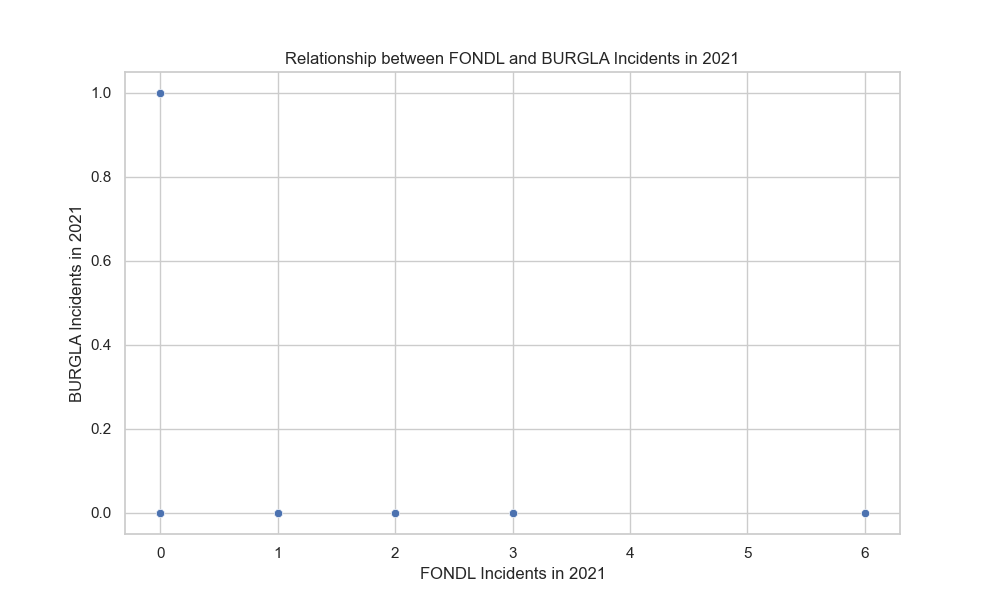 Relationship between FONDL and BURGLA Incidents in 2021
BURGLA Incidents in 2021
1.0
0.8
0.6
0.4
0.2
0.0
0 1 2 3 4 5 6
FONDL Incidents in 2021